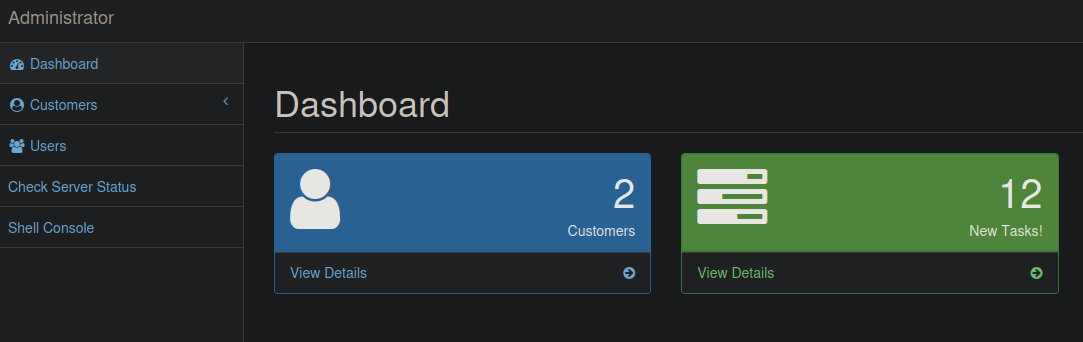 Administrator
Dashboard
Customers
Users
Check Server Status
Shell Console
Dashboard
2
Customers
View Details
12
New Tasks!
View Details